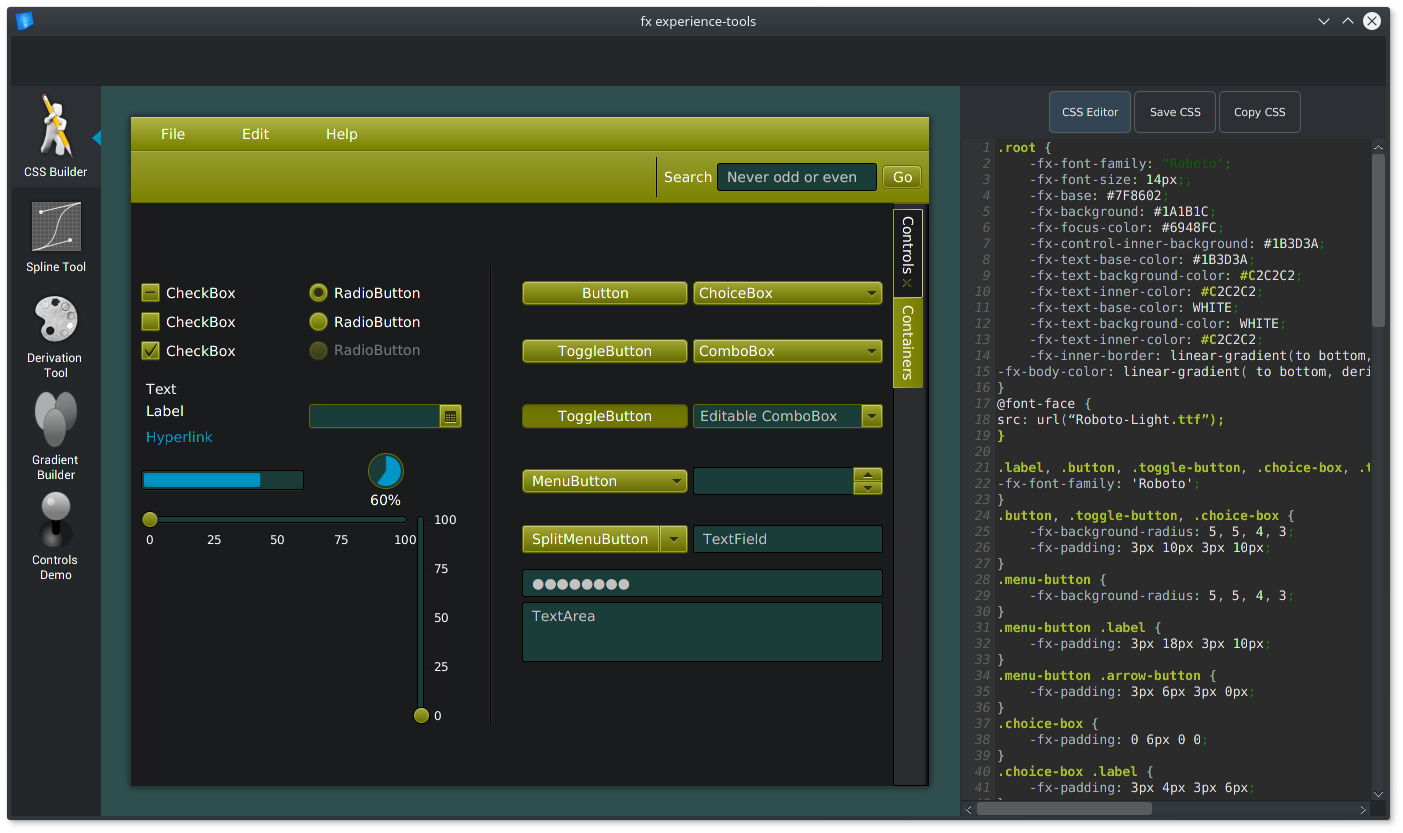 fx experience-tools
CSS Builder
Spline Tool
Derivation
Tool
Gradient
Builder
Controls
Demo
File Edit Help
Search Never odd or even Go
CheckBox RadioButton
CheckBox RadioButton
CheckBox RadioButton
Text
Label
Hyperlink
60%
0 25 50 75 100
100
75
50
25
0
Button ChoiceBox
ToggleButton ComboBox
ToggleButton Editable ComboBox
MenuButton
SplitMenuButton TextField
TextArea
Controls
Containers
CSS Editor Save CSS Copy CSS
1 .root {
2 -fx-font-family: "Roboto";
3 -fx-font-size: 14px;;
4 -fx-base: #7F8602;
5 -fx-background: #1A1B1C;
6 -fx-focus-color: #6948FC;
7 -fx-control-inner-background: #1B3D3A;
8 -fx-text-base-color: #1B3D3A;
9 -fx-text-background-color: #C2C2C2;
10 -fx-text-inner-color: #C2C2C2;
11 -fx-text-base-color: WHITE;
12 -fx-text-background-color: WHITE;
13 -fx-text-inner-color: #C2C2C2;
14 -fx-inner-border: linear-gradient(to bottom,
15 -fx-body-color: linear-gradient( to bottom, deri
16 }
17 @font-face {
18 src: url(“Roboto-Light.ttf”);
19 }
20
21 .label, .button, .toggle-button, .choice-box, .t
22 -fx-font-family: 'Roboto';
23 }
24 .button, .toggle-button, .choice-box {
25 -fx-background-radius: 5, 5, 4, 3;
26 -fx-padding: 3px 10px 3px 10px;
27 }
28 .menu-button {
29 -fx-background-radius: 5, 5, 4, 3;
30 }
31 .menu-button .label {
32 -fx-padding: 3px 18px 3px 10px;
33 }
34 .menu-button .arrow-button {
35 -fx-padding: 3px 6px 3px 0px;
36 }
37 .choice-box {
38 -fx-padding: 0 6px 0 0;
39 }
40 .choice-box .label {
41 -fx-padding: 3px 4px 3px 6px;